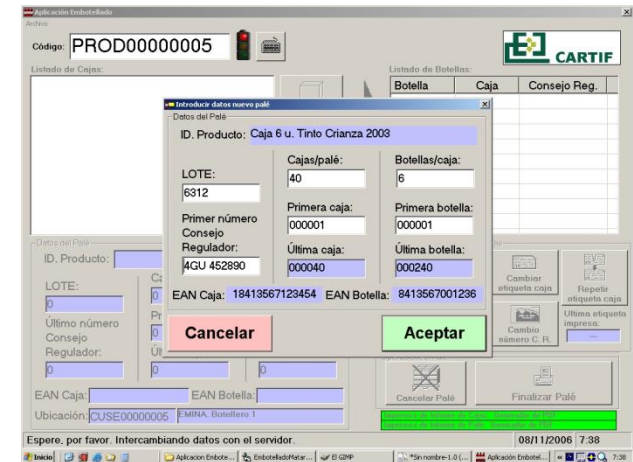 Aplicación Embotellado
Archivo
Código: PROD00000005
CARTIF
Listado de Cajas:
Listado de Botellas:
Botella Caja Consejo Reg.
Introducir datos nuevo palé
Datos del Palé
ID. Producto: Caja 6 u. Tinto Crianza 2003
LOTE:
6312
Cajas/palé:
40
Botellas/caja:
6
Primer número
Consejo
Regulador:
4GU 452890
Primera caja:
000001
Primera botella:
000001
Última caja:
000040
Última botella:
000240
EAN Caja: 18413567123454 EAN Botella: 8413567001236
Cancelar
Aceptar
Datos del Palé
ID. Producto:
LOTE:
0
Último número
Consejo
Regulador:
0
0
0
0
0
EAN Caja:
EAN Botella:
Ubicación: CUSE00000005 EMINA. Botellero 1
Cambiar
etiqueta caja
Repetir
etiqueta caja
Cambio
número C. R.
Ultima etiqueta
impresa:
---
Cancelar Palé
Finalizar Palé
Espere, por favor. Intercambiando datos con el servidor.
08/11/2006 7:38
Inicio
Aplicacion Embote...
EmbotelladoMatar...
El GIMP
*Sin nombre-1.0 (...
Aplicación Embotel...
7:38